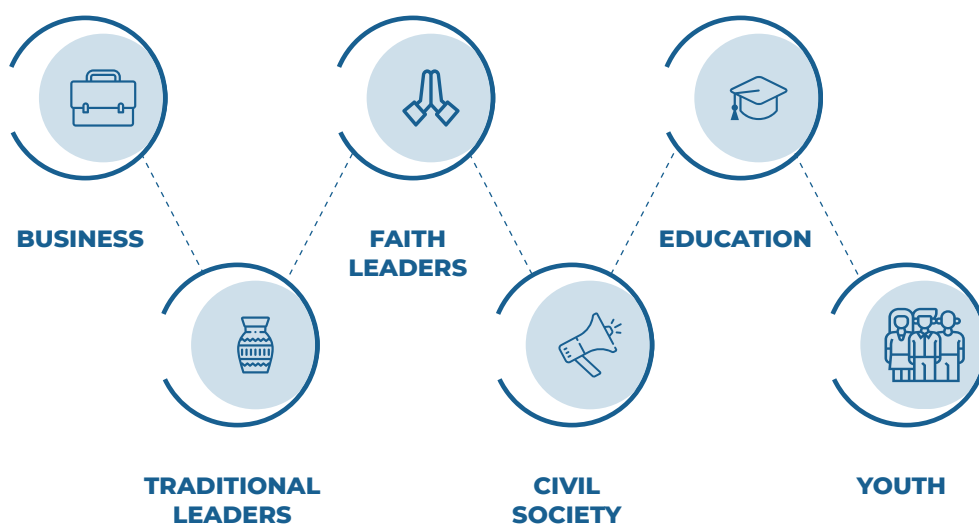 BUSINESS
FAITH
LEADERS
EDUCATION
TRADITIONAL
LEADERS
CIVIL
SOCIETY
YOUTH